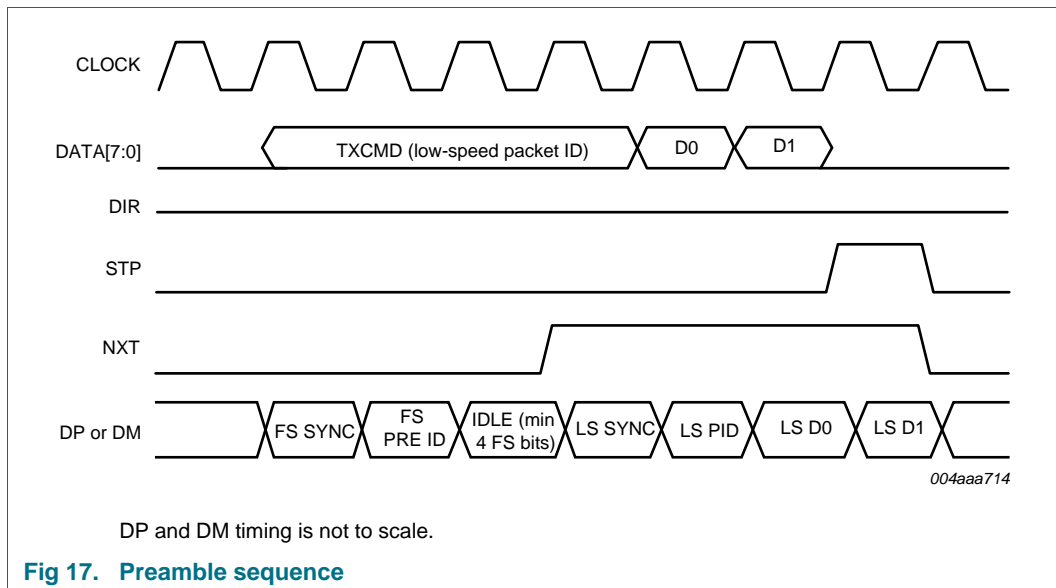 CLOCK
DATA[7:0]
TXCMD (low-speed packet ID)
D0
D1
DIR
STP
NXT
DP or DM
FS SYNC
FS
PRE ID
IDLE (min
4 FS bits)
LS SYNC
LS PID
LS D0
LS D1
004aaa714
DP and DM timing is not to scale.
Fig 17. Preamble sequence